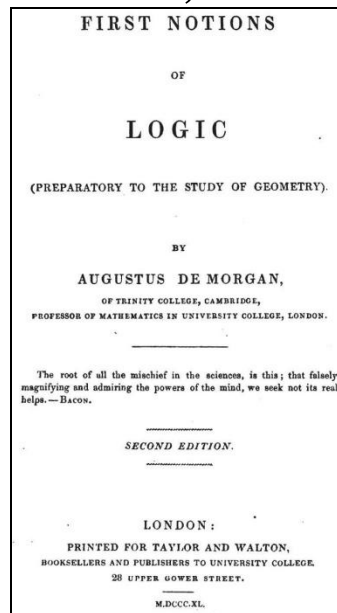 FIRST NOTIONS
OF
LOGIC
(PREPARATORY TO THE STUDY OF GEOMETRY).
BY
AUGUSTUS DE MORGAN,
OF TRINITY COLLEGE, CAMBRIDGE,
PROFESSOR OF MATHEMATICS IN UNIVERSITY COLLEGE, LONDON.
The root of all the mischief in the sciences, is this; that falsely
magnifying and admiring the powers of the mind, we seek not its real
helps.—BACON.
SECOND EDITION.
LONDON:
PRINTED FOR TAYLOR AND WALTON,
BOOKSELLERS AND PUBLISHERS TO UNIVERSITY COLLEGE.
28 UPPER GOWER STREET.
M.DCCC.XL.